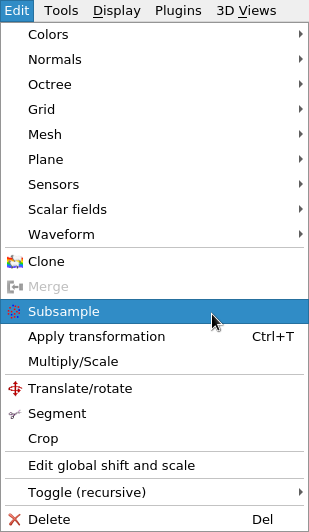 Edit Tools Display Plugins 3D Views
Colors
Normals
Octree
Grid
Mesh
Plane
Sensors
Scalar fields
Waveform
Clone
Merge
Subsample
Apply transformation Ctrl+T
Multiply/Scale
Translate/rotate
Segment
Crop
Edit global shift and scale
Toggle (recursive)
Delete Del